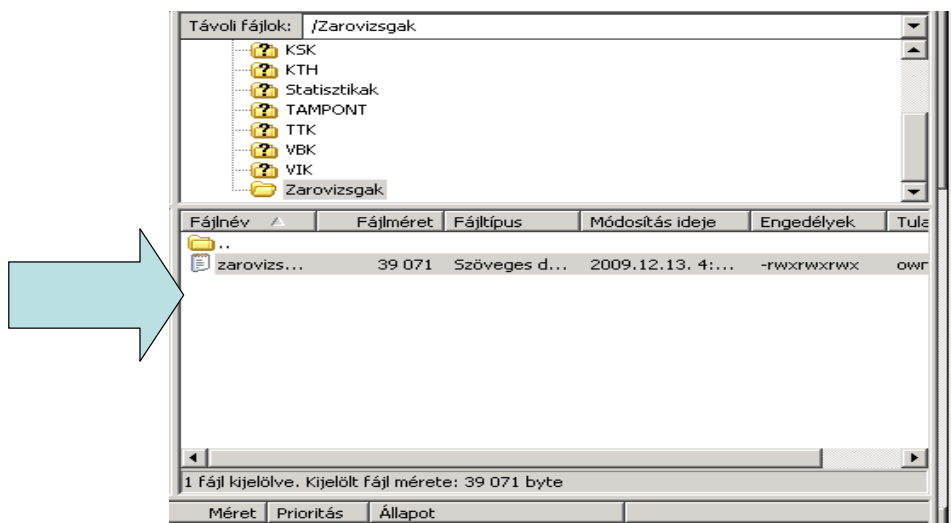 Távoli fájlok: /Zarovizsgak
KSK
KTH
Statisztikak
TAMPONT
TTK
VBK
VIK
Zarovizsgak
Fájlnév Fájlméret Fájltípus Módosítás ideje Engedélyek Tula
..
zarovizs... 39 071 Szöveges d... 2009.12.13. 4:... -rwxrwxrwx owr
1 fájl kijelölve. Kijelölt fájl mérete: 39 071 byte
Méret Prioritás Állapot